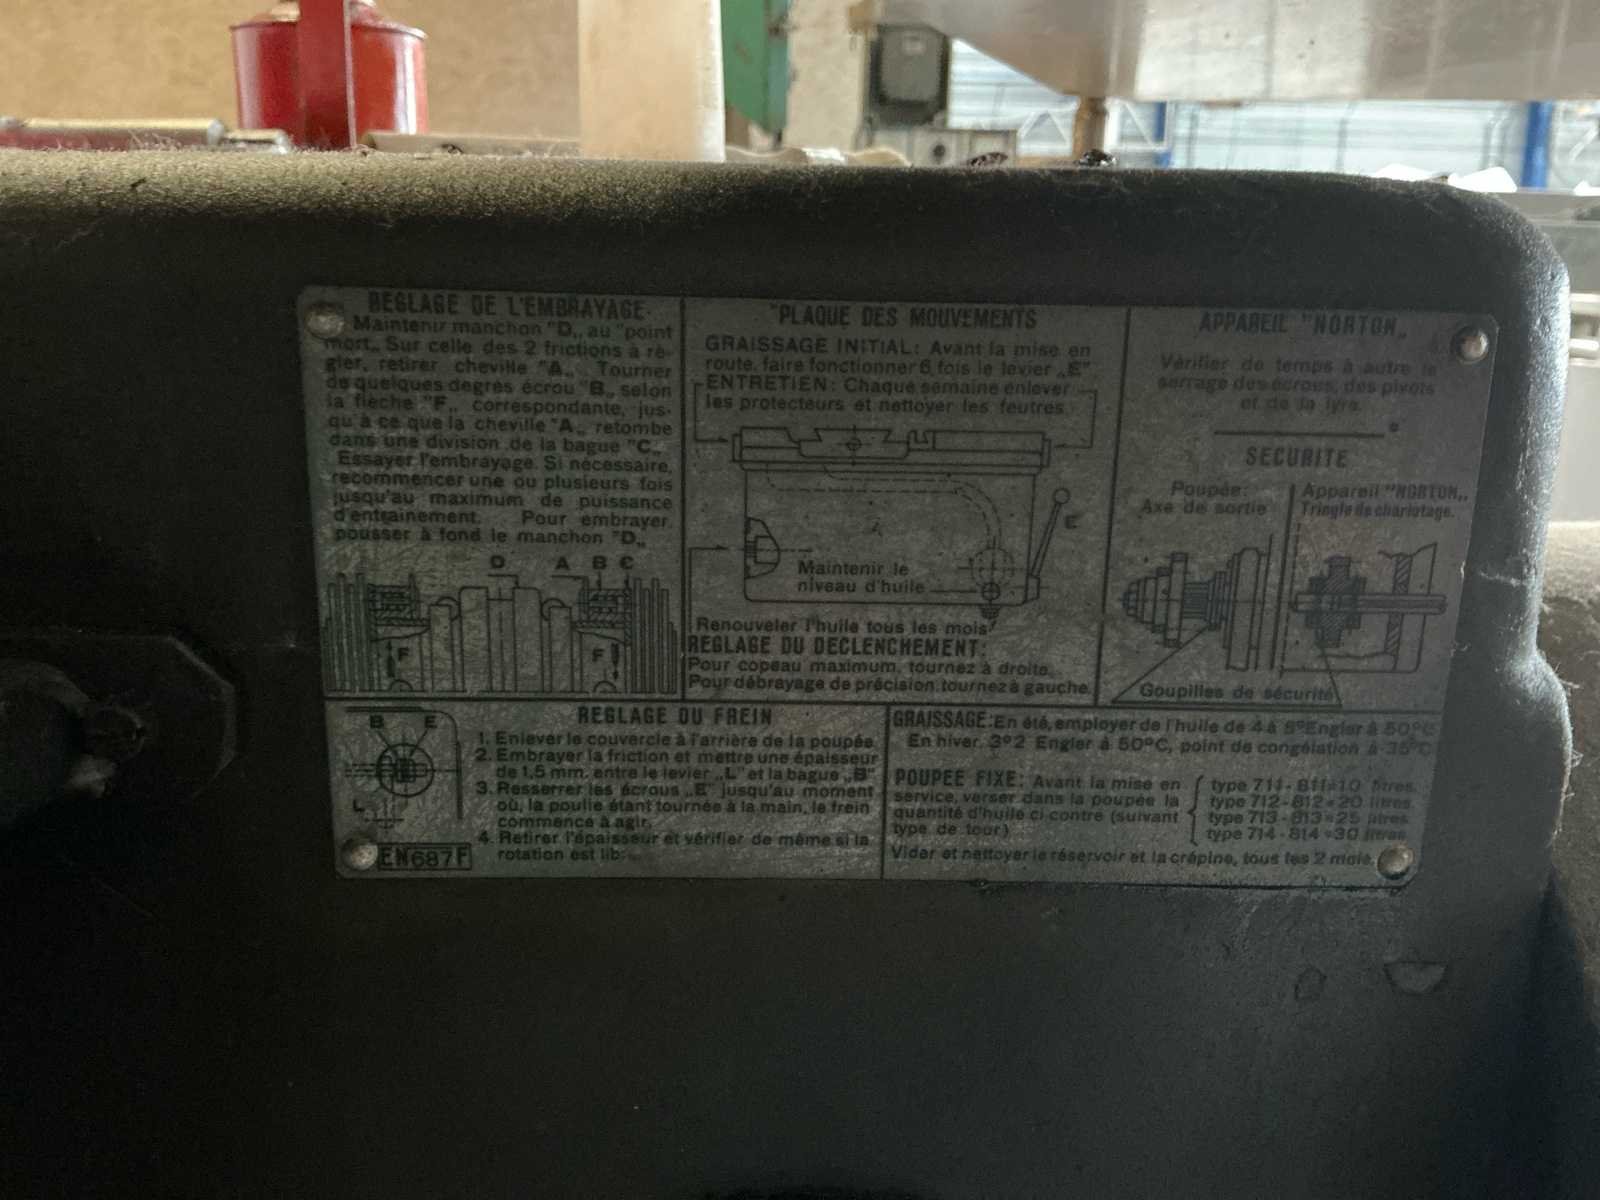 REGLAGE DE L'EMBRAYAGE.
Maintenir manchon "D„ au "point
mort„ Sur celle des 2 frictions à ré-
gler, retirer cheville "A„ Tourner
de quelques degrés écrou "B„ selon
la flèche "F„ correspondante, jus-
qu'à ce que la cheville "A„ retombe
dans une division de la bague "C„
Essayer l'embrayage. Si nécessaire,
recommencer une ou plusieurs fois
jusqu'au maximum de puissance
d'entrainement. Pour embrayer,
pousser à fond le manchon "D„
D A B C
F F
"PLAQUE DES MOUVEMENTS
GRAISSAGE INITIAL: Avant la mise en
route, faire fonctionner 6 fois le levier „E"
ENTRETIEN: Chaque semaine enlever
les protecteurs et nettoyer les feutres.
E
Maintenir le
niveau d'huile
Renouveler l'huile tous les mois
REGLAGE DU DECLENCHEMENT:
Pour copeau maximum, tournez à droite.
Pour débrayage de précision, tournez à gauche.
APPAREIL "NORTON„
Vérifier de temps à autre le
serrage des écrous, des pivots
et de la lyre.
SECURITE
Poupée:
Axe de sortie
Appareil "NORTON„
Tringle de chariotage.
Goupilles de sécurité
B E
L
EN687F
REGLAGE DU FREIN
1. Enlever le couvercle à l'arrière de la poupée
2. Embrayer la friction et mettre une épaisseur
de 1,5 mm. entre le levier „L" et la bague „B"
3. Resserrer les écrous „E" jusqu'au moment
où, la poulie étant tournée à la main, le frein
commence à agir.
4. Retirer l'épaisseur et vérifier de même si la
rotation est lib
GRAISSAGE: En été, employer de l'huile de 4 à 5° Engler à 50°C
En hiver, 3°2 Engler à 50°C, point de congélation à 35°C
POUPEE FIXE: Avant la mise en
service, verser dans la poupée la
quantité d'huile ci contre (suivant
type de tour)
type 711 - 811 = 10 litres
type 712 - 812 = 20 litres
type 713 - 813 = 25 litres
type 714 - 814 = 30 litres
Vider et nettoyer le réservoir et la crépine, tous les 2 mois.